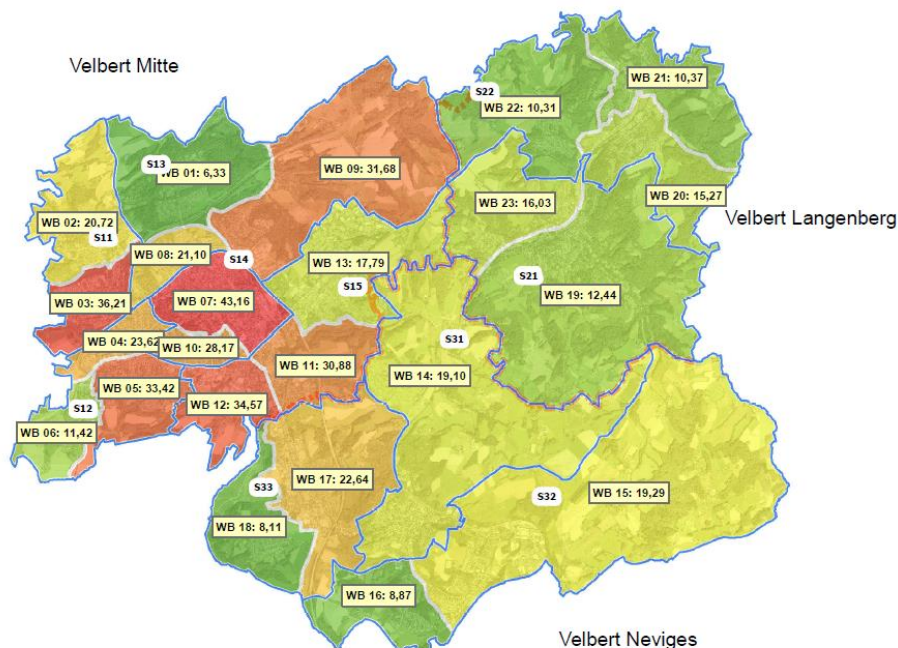 Velbert Mitte
WB 21: 10,37
S22
WB 22: 10,31
S13
WB 01: 6,33
WB 09: 31,68
WB 20: 15,27
WB 23: 16,03
WB 02: 20,72
S11
Velbert Langenberg
WB 08: 21,10
S14
WB 13: 17,79
S21
S15
WB 19: 12,44
WB 03: 36,21
WB 07: 43,16
WB 04: 23,62
S31
WB 10: 28,17
WB 11: 30,88
WB 14: 19,10
WB 05: 33,42
WB 12: 34,57
S12
WB 06: 11,42
WB 17: 22,64
S33
S32
WB 15: 19,29
WB 18: 8,11
WB 16: 8,87
Velbert Neviges